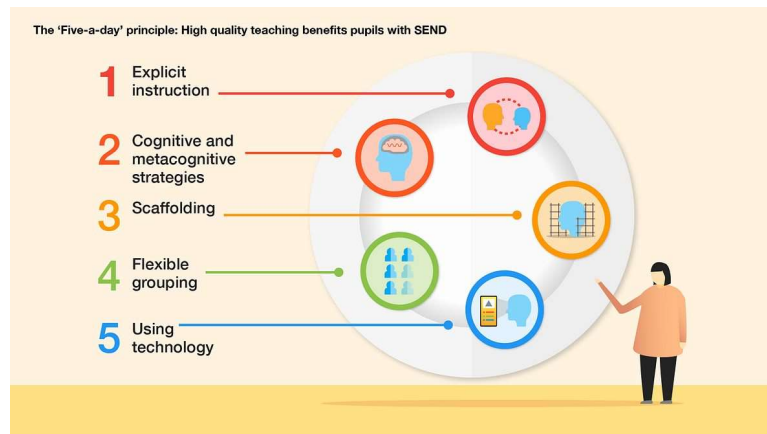 The ‘Five-a-day’ principle: High quality teaching benefits pupils with SEND
1 Explicit
instruction
2 Cognitive and
metacognitive
strategies
3 Scaffolding
4 Flexible
grouping
5 Using
technology